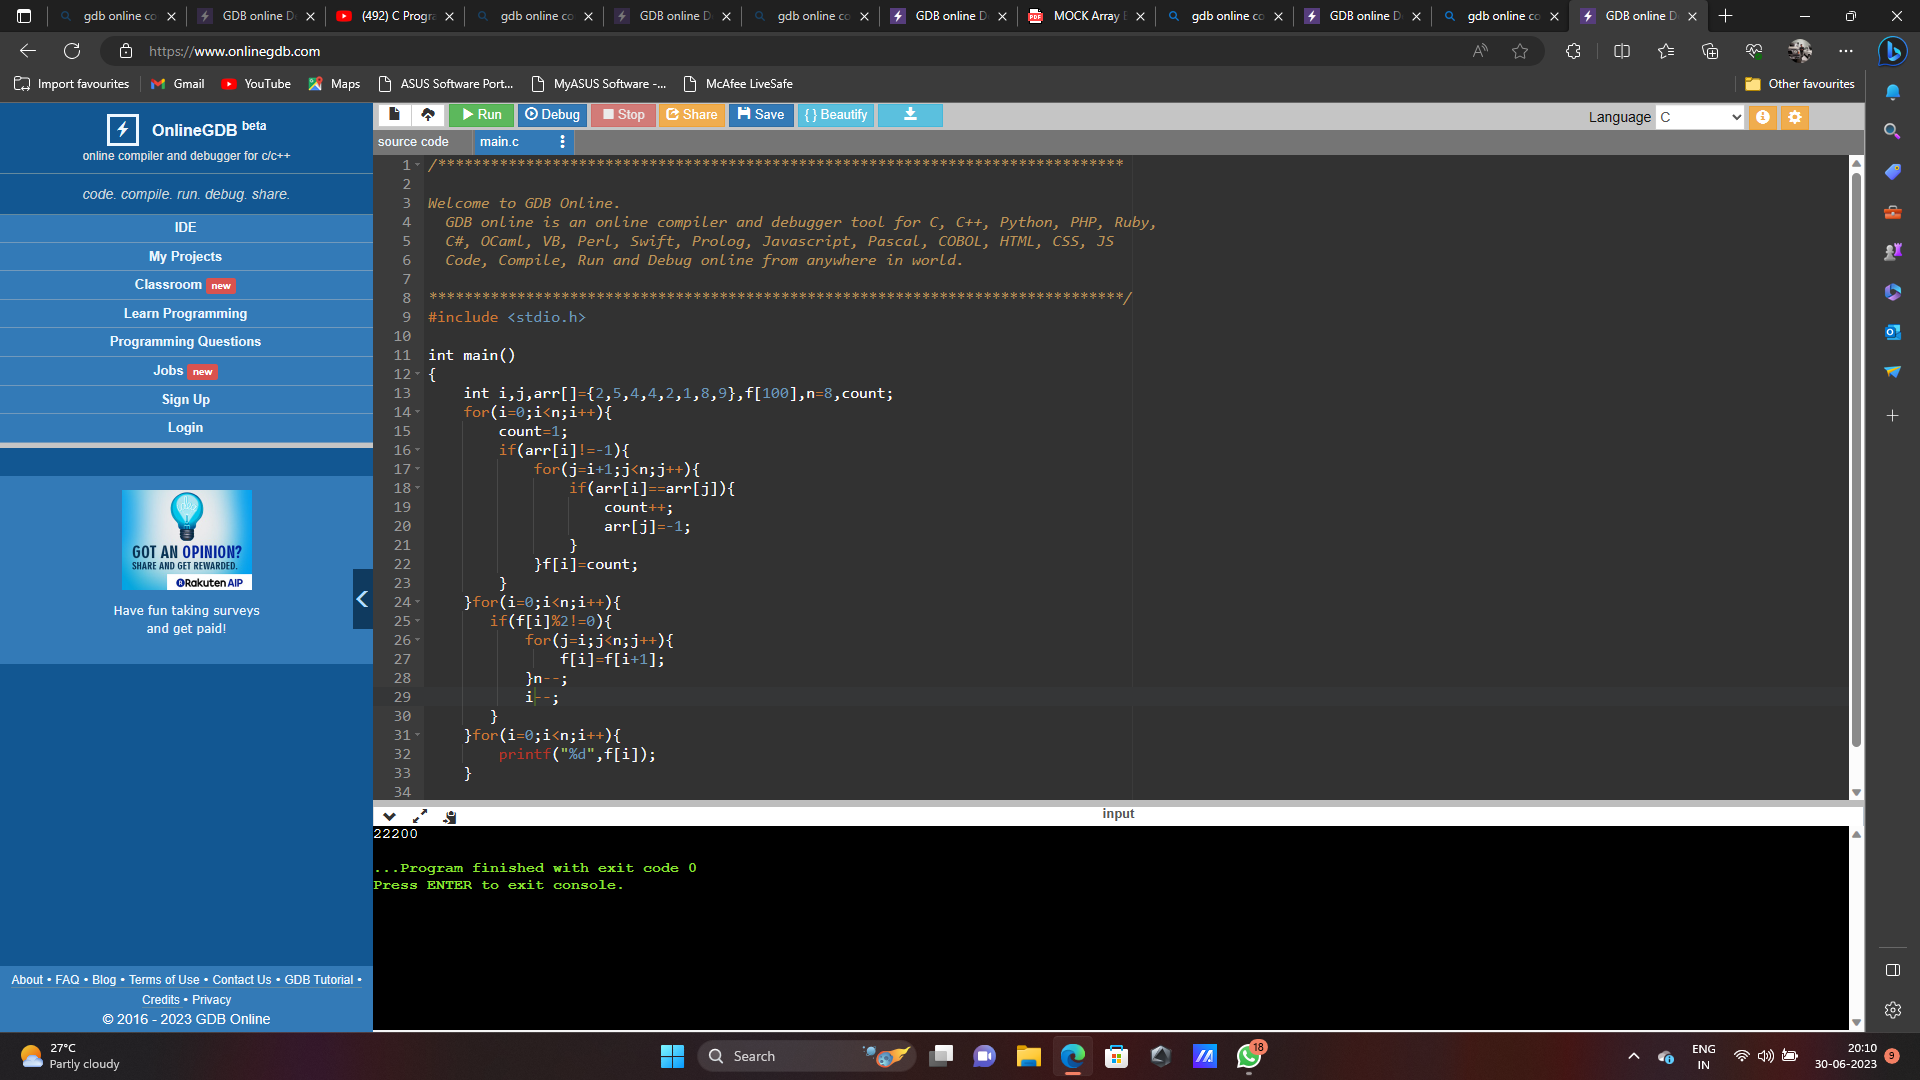 gdb online co
GDB online D
(492) C Progra
gdb online co
GDB online D
gdb online co
GDB online D
MOCK Array
gdb online co
GDB online D
gdb online co
GDB online D
https://www.onlinegdb.com
Import favourites
Gmail
YouTube
Maps
ASUS Software Port...
MyASUS Software -...
McAfee LiveSafe
Other favourites
OnlineGDB beta
online compiler and debugger for c/c++
code. compile. run. debug. share.
IDE
My Projects
Classroom new
Learn Programming
Programming Questions
Jobs new
Sign Up
Login
GOT AN OPINION?
SHARE AND GET REWARDED.
Rakuten AIP
Have fun taking surveys
and get paid!
About • FAQ • Blog • Terms of Use • Contact Us • GDB Tutorial •
Credits • Privacy
© 2016 - 2023 GDB Online
Run Debug Stop Share Save { } Beautify
Language C
source code
main.c
1 /******************************************************************************
2
3 Welcome to GDB Online.
4 GDB online is an online compiler and debugger tool for C, C++, Python, PHP, Ruby,
5 C#, OCaml, VB, Perl, Swift, Prolog, Javascript, Pascal, COBOL, HTML, CSS, JS
6 Code, Compile, Run and Debug online from anywhere in world.
7
8 *******************************************************************************/
9 #include <stdio.h>
10
11 int main()
12 {
13 int i,j,arr[]={2,5,4,4,2,1,8,9},f[100],n=8,count;
14 for(i=0;i<n;i++){
15 count=1;
16 if(arr[i]!=-1){
17 for(j=i+1;j<n;j++){
18 if(arr[i]==arr[j]){
19 count++;
20 arr[j]=-1;
21 }
22 }f[i]=count;
23 }
24 }for(i=0;i<n;i++){
25 if(f[i]%2!=0){
26 for(j=i;j<n;j++){
27 f[i]=f[i+1];
28 }n--;
29 i--;
30 }
31 }for(i=0;i<n;i++){
32 printf("%d",f[i]);
33 }
34
input
22200
...Program finished with exit code 0
Press ENTER to exit console.
27°C
Partly cloudy
Search
18
ENG
IN
20:10
30-06-2023
9